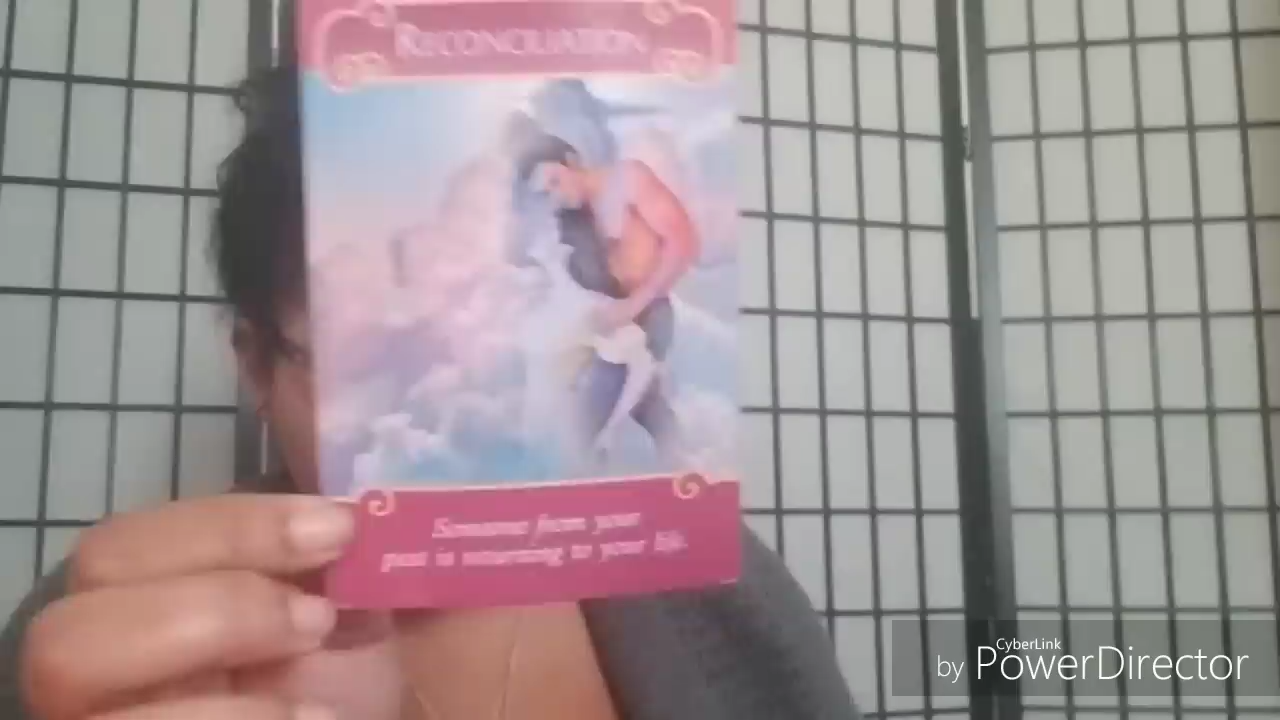 RECONCILIATION
Someone from your
past is returning to your life.
CyberLink
by PowerDirector